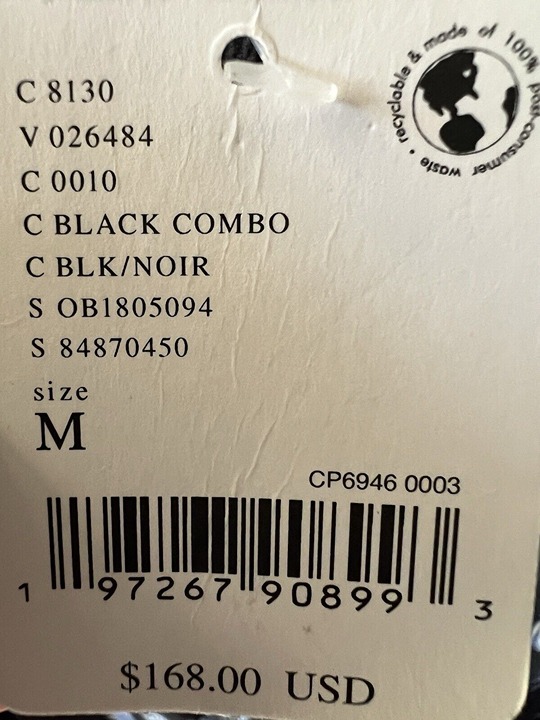 recyclable & made of 100% post-consumer waste •
C 8130
V 026484
C 0010
C BLACK COMBO
C BLK/NOIR
S OB1805094
S 84870450
size
M
CP6946 0003
1 97267 90899 3
$168.00 USD